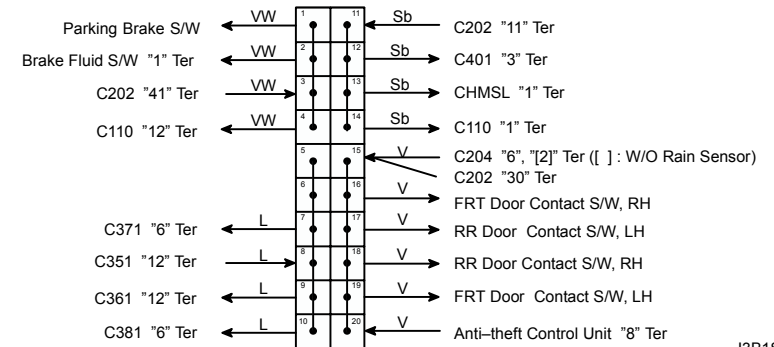 Parking Brake S/W VW 1 11 Sb C202 "11" Ter
Brake Fluid S/W "1" Ter VW 2 12 Sb C401 "3" Ter
C202 "41" Ter VW 3 13 Sb CHMSL "1" Ter
C110 "12" Ter VW 4 14 Sb C110 "1" Ter
5 15 V C204 "6", "[2]" Ter ([ ] : W/O Rain Sensor)
C202 "30" Ter
6 16 V FRT Door Contact S/W, RH
C371 "6" Ter L 7 17 V RR Door Contact S/W, LH
C351 "12" Ter L 8 18 V RR Door Contact S/W, RH
C361 "12" Ter L 9 19 V FRT Door Contact S/W, LH
C381 "6" Ter L 10 20 V Anti–theft Control Unit "8" Ter